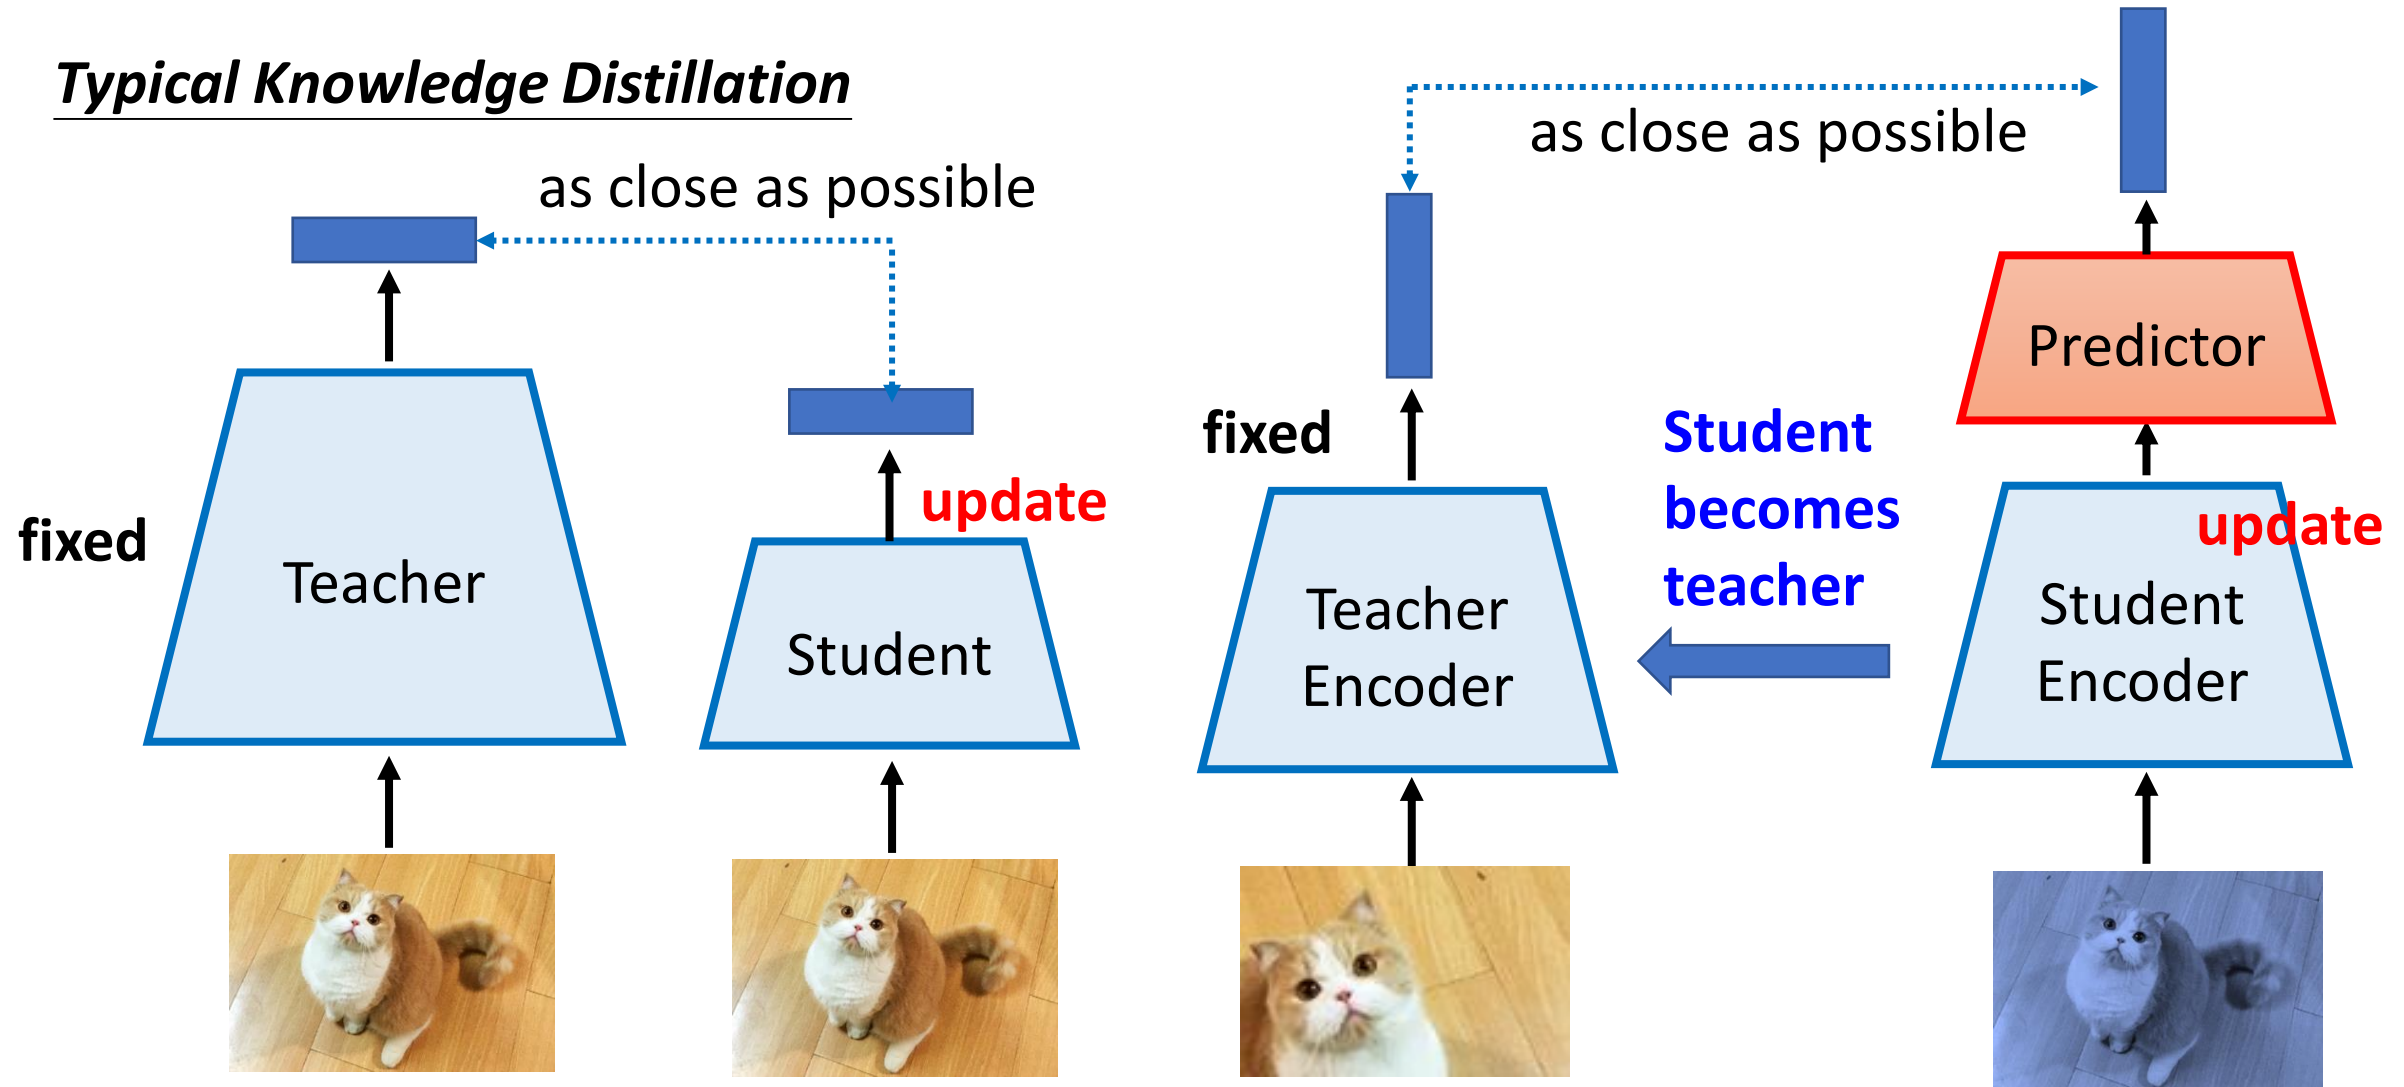 Typical Knowledge Distillation
as close as possible
fixed
Teacher
update
Student
as close as possible
fixed
Teacher
Encoder
Student
becomes
teacher
Predictor
update
Student
Encoder